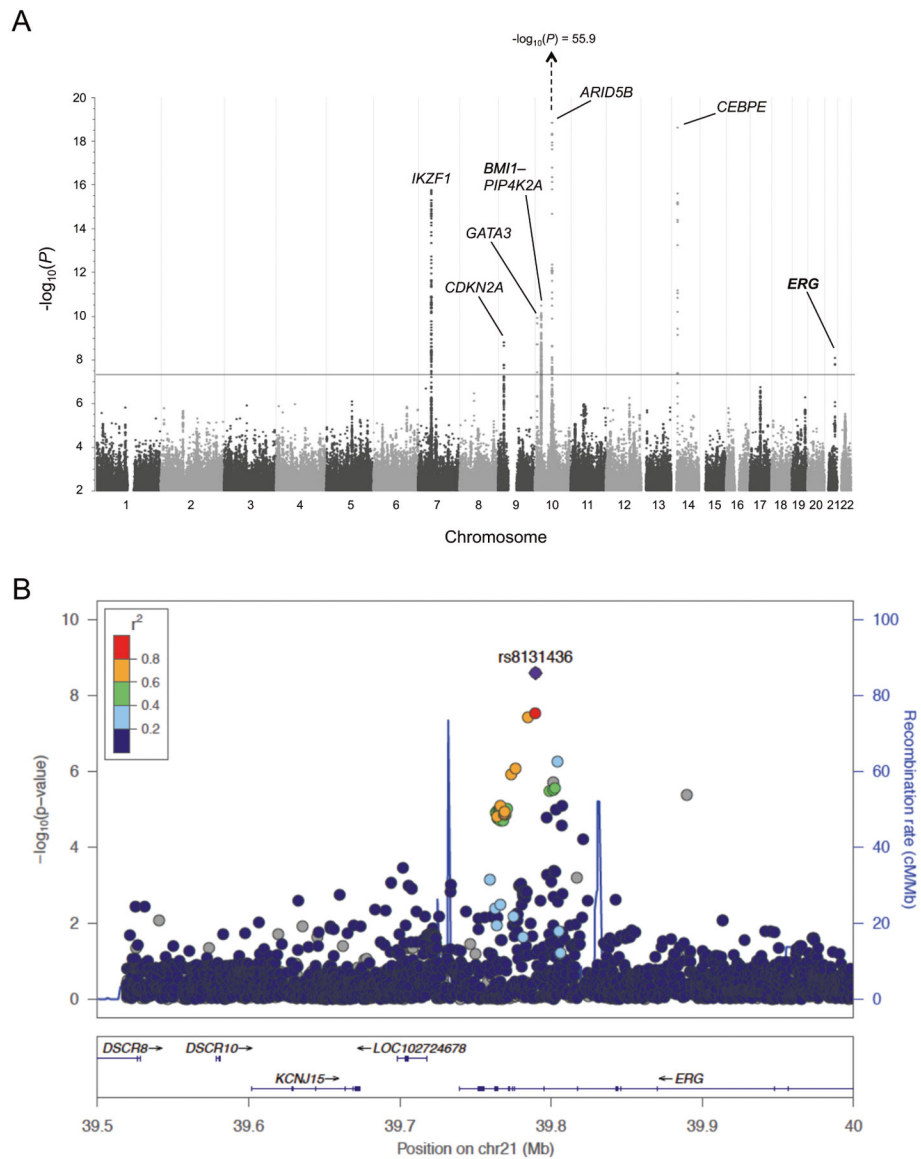 A
-log10(P) = 55.9
ARID5B
CEBPE
BMI1–
PIP4K2A
IKZF1
GATA3
CDKN2A
ERG
-log10(P)
20
18
16
14
12
10
8
6
4
2
1 2 3 4 5 6 7 8 9 10 11 12 13 14 15 16 17 18 19 20 21 22
Chromosome
B
r2
0.8
0.6
0.4
0.2
rs8131436
−log10(p−value)
10
8
6
4
2
0
Recombination rate (cM/Mb)
100
80
60
40
20
0
DSCR8→
DSCR10→
←LOC102724678
KCNJ15→
←ERG
39.5 39.6 39.7 39.8 39.9 40
Position on chr21 (Mb)